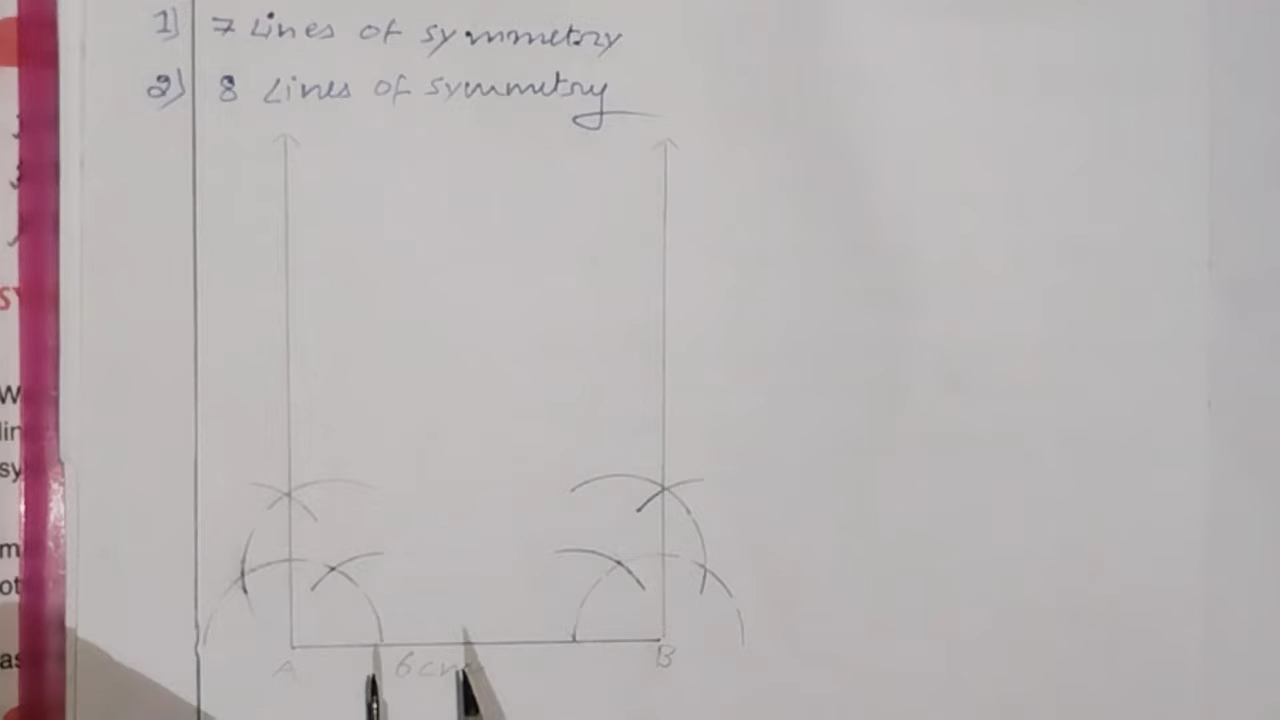 1) 7 Lines of symmetry
2) 8 Lines of symmetry
A 6cm B